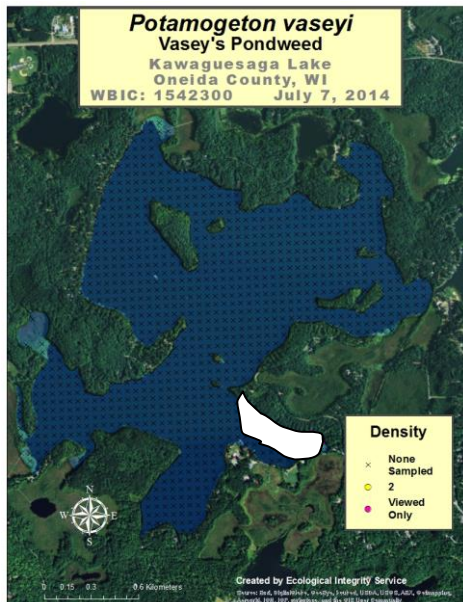 Potamogeton vaseyi
Vasey's Pondweed
Kawaguesaga Lake
Oneida County, WI
WBIC: 1542300 July 7, 2014
Density
None
Sampled
2
Viewed
Only
N
W E
S
0 0.15 0.3 0.6 Kilometers
Created by Ecological Integrity Service